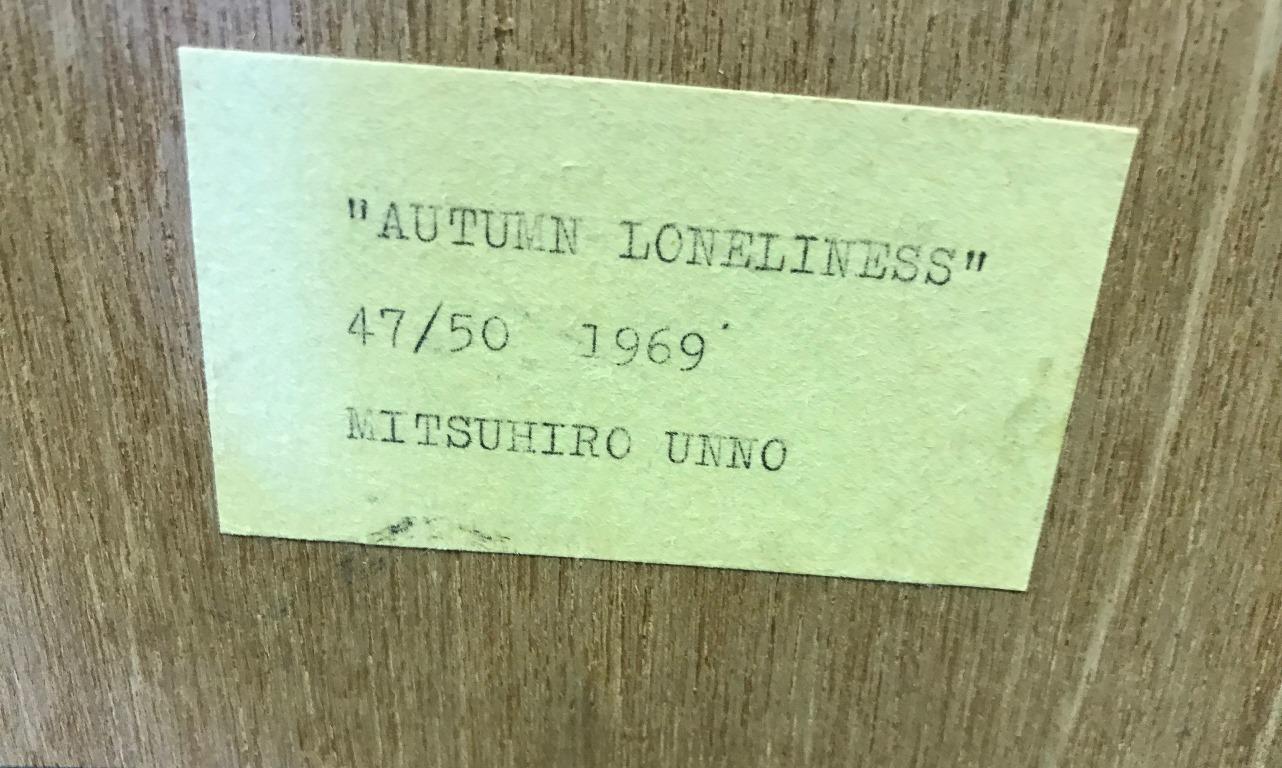 "AUTUMN LONELINESS"
47/50 1969'
MITSUHIRO UNNO